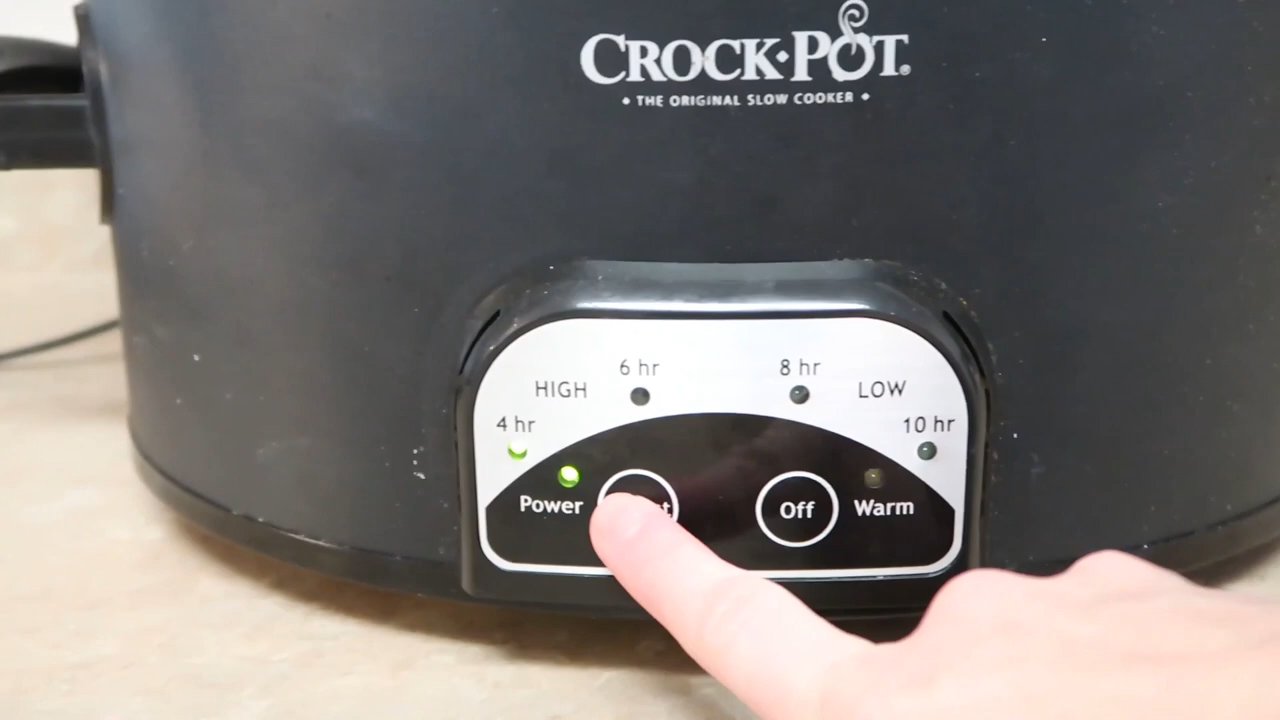 CROCK·POT®
• THE ORIGINAL SLOW COOKER •
6 hr
8 hr
HIGH
LOW
4 hr
10 hr
Power
Off
Warm